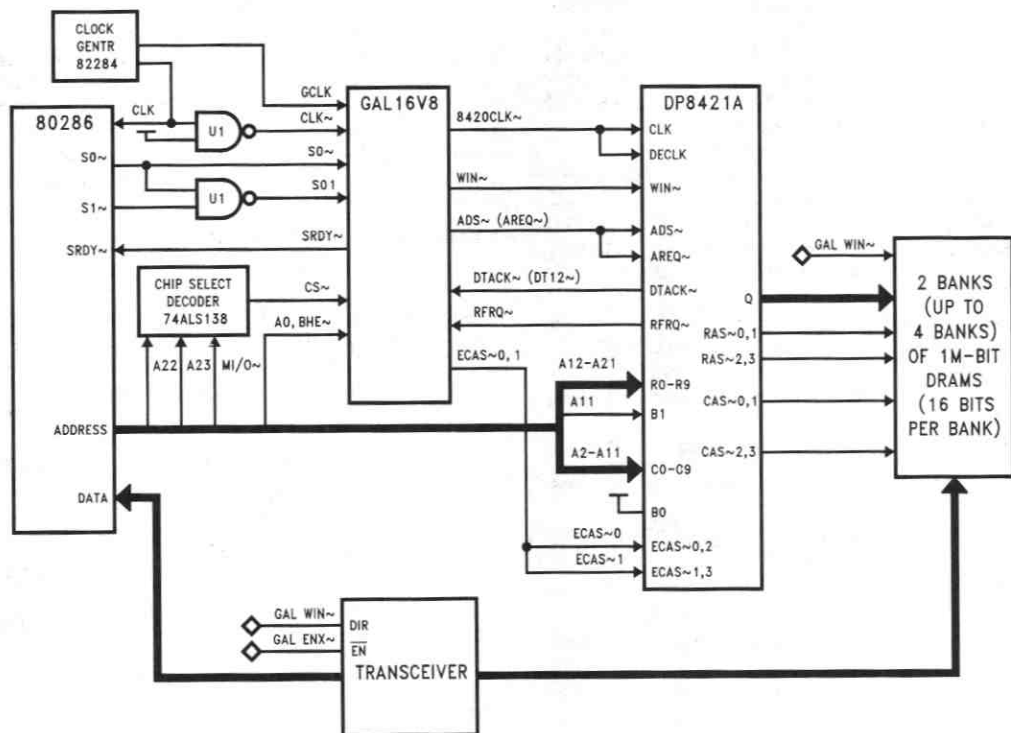 CLOCK
GENTR
82284
80286
CLK
S0~
S1~
SRDY~
ADDRESS
DATA
U1
U1
GCLK
CLK~
S0~
S01
SRDY~
CHIP SELECT
DECODER
74ALS138
CS~
A0, BHE~
A22
A23
MI/O~
GAL16V8
8420CLK~
WIN~
ADS~ (AREQ~)
DTACK~ (DT12~)
RFRQ~
ECAS~0, 1
A12-A21
A11
A2-A11
ECAS~0
ECAS~1
DP8421A
CLK
DECLK
WIN~
ADS~
AREQ~
DTACK~
RFRQ~
R0-R9
B1
C0-C9
B0
ECAS~0,2
ECAS~1,3
Q
RAS~0,1
RAS~2,3
CAS~0,1
CAS~2,3
GAL WIN~
2 BANKS
(UP TO
4 BANKS)
OF 1M-BIT
DRAMS
(16 BITS
PER BANK)
GAL WIN~
GAL ENX~
DIR
EN
TRANSCEIVER